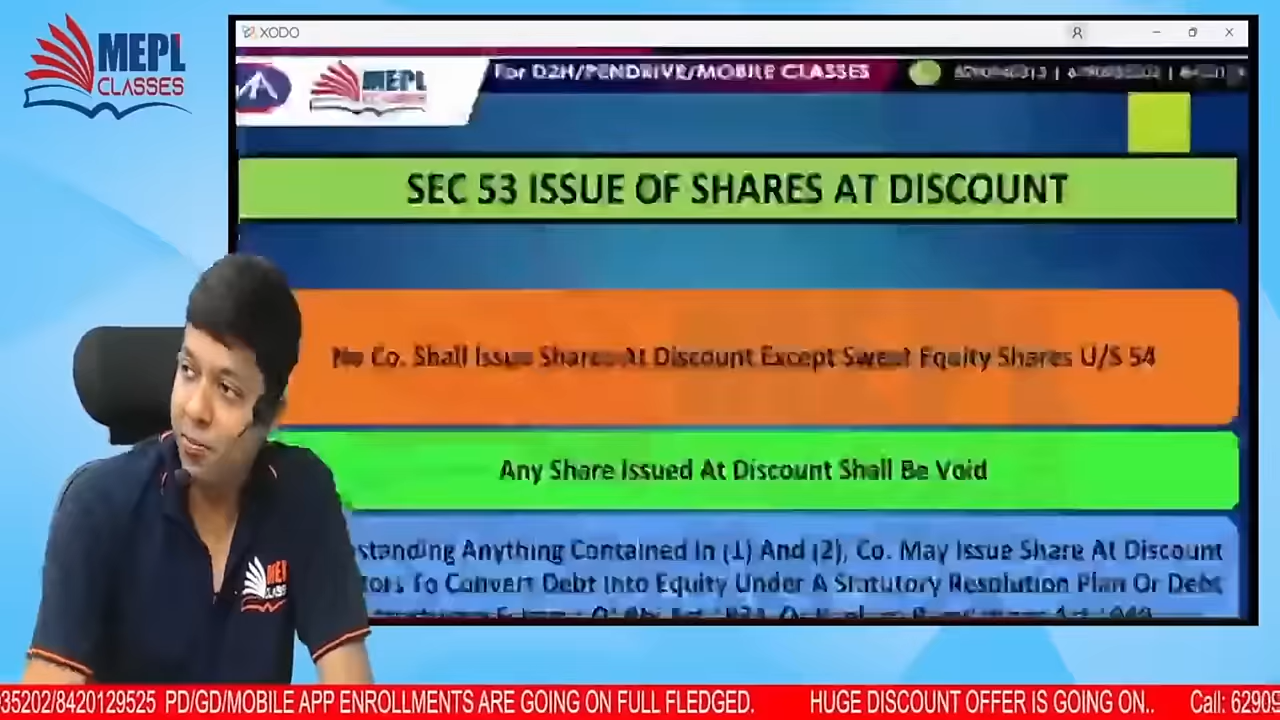 MEPL
CLASSES
XODO
MEPL
For D2H/PENDRIVE/MOBILE CLASSES
SEC 53 ISSUE OF SHARES AT DISCOUNT
No Co. Shall Issue Shares At Discount Except Sweat Equity Shares U/S 54
Any Share Issued At Discount Shall Be Void
standing Anything Contained In (1) And (2), Co. May Issue Share At Discount
tors To Convert Debt Into Equity Under A Statutory Resolution Plan Or Debt
MEPL
CLASSES
35202/8420129525 PD/GD/MOBILE APP ENROLLMENTS ARE GOING ON FULL FLEDGED. HUGE DISCOUNT OFFER IS GOING ON.. Call: 6290